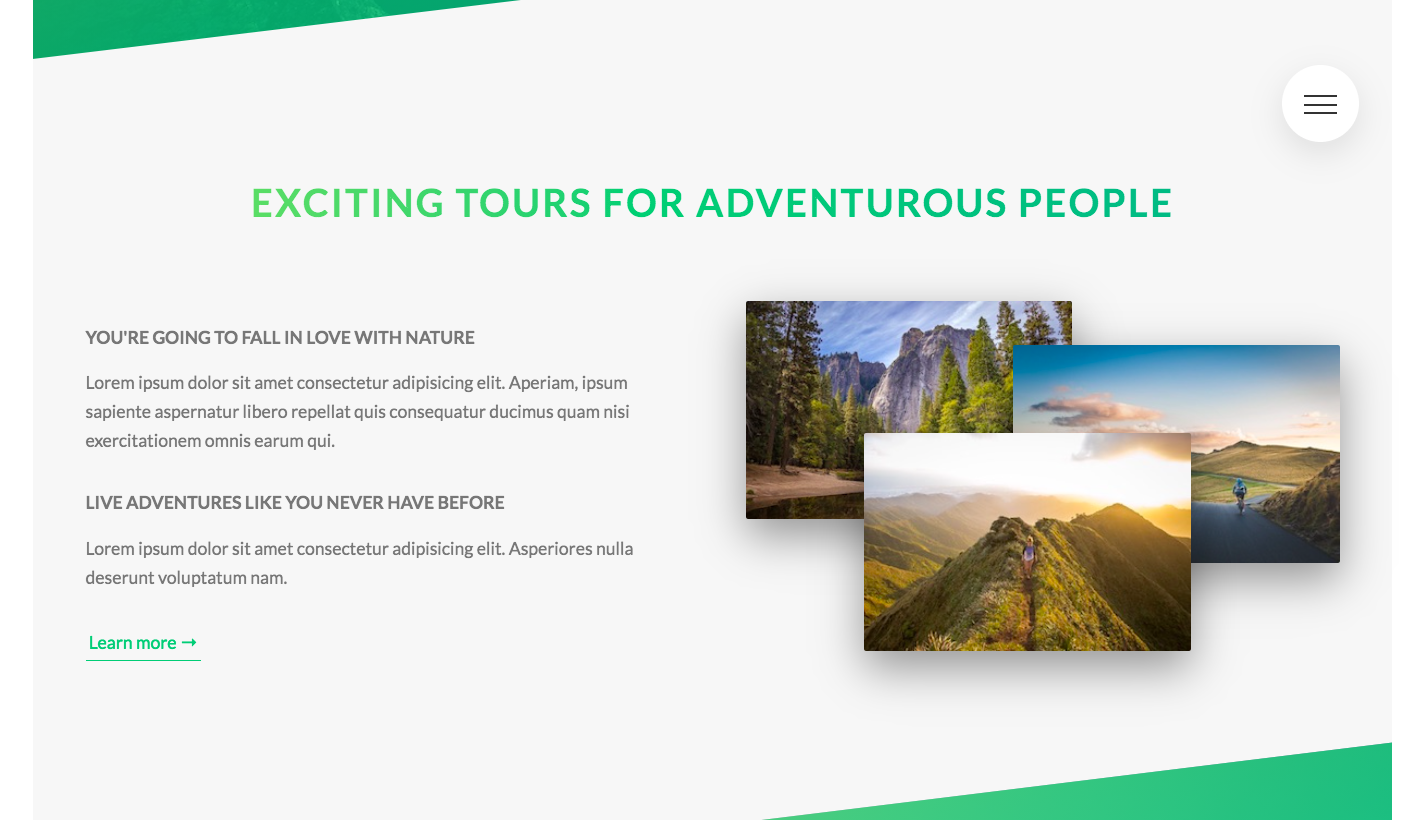 EXCITING TOURS FOR ADVENTUROUS PEOPLE
YOU'RE GOING TO FALL IN LOVE WITH NATURE
Lorem ipsum dolor sit amet consectetur adipisicing elit. Aperiam, ipsum
sapiente aspernatur libero repellat quis consequatur ducimus quam nisi
exercitationem omnis earum qui.
LIVE ADVENTURES LIKE YOU NEVER HAVE BEFORE
Lorem ipsum dolor sit amet consectetur adipisicing elit. Asperiores nulla
deserunt voluptatum nam.
Learn more →